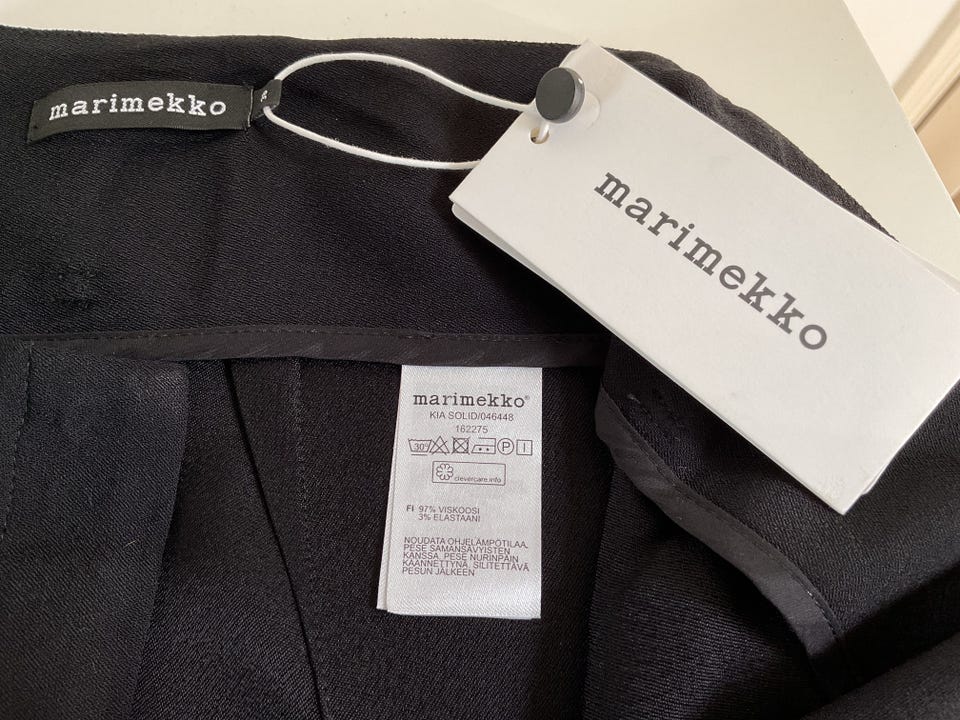 marimekko
marimekko
marimekko®
KIA SOLID/046448
162275
30°
P
clevercare.info
FI 97% VISKOOSI
3% ELASTAANI
NOUDATA OHJELÄMPÖTILAA,
PESE SAMANSÄVYISTEN
KANSSA, PESE NURINPÄIN
KÄÄNNETTYNÄ, SILITETTÄVÄ
PESUN JÄLKEEN